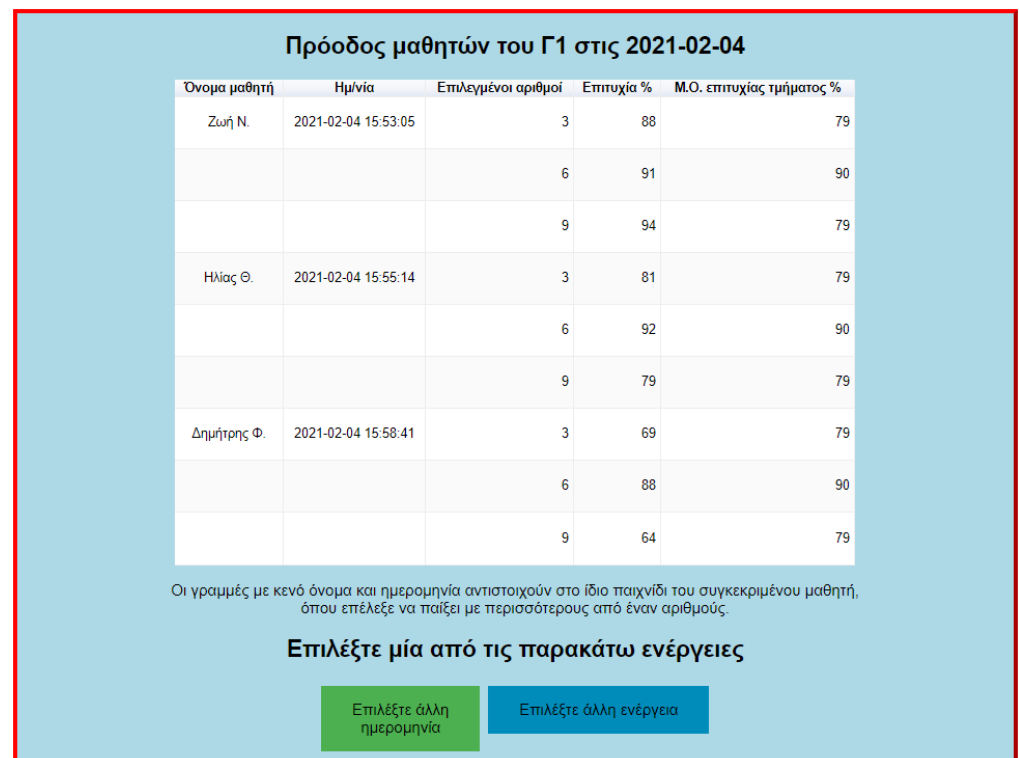 Πρόοδος μαθητών του Γ1 στις 2021-02-04
Όνομα μαθητή Ημ/νία Επιλεγμένοι αριθμοί Επιτυχία % Μ.Ο. επιτυχίας τμήματος %
Ζωή Ν. 2021-02-04 15:53:05 3 88 79
6 91 90
9 94 79
Ηλίας Θ. 2021-02-04 15:55:14 3 81 79
6 92 90
9 79 79
Δημήτρης Φ. 2021-02-04 15:58:41 3 69 79
6 88 90
9 64 79
Οι γραμμές με κενό όνομα και ημερομηνία αντιστοιχούν στο ίδιο παιχνίδι του συγκεκριμένου μαθητή,
όπου επέλεξε να παίξει με περισσότερους από έναν αριθμούς.
Επιλέξτε μία από τις παρακάτω ενέργειες
Επιλέξτε άλλη
ημερομηνία
Επιλέξτε άλλη ενέργεια